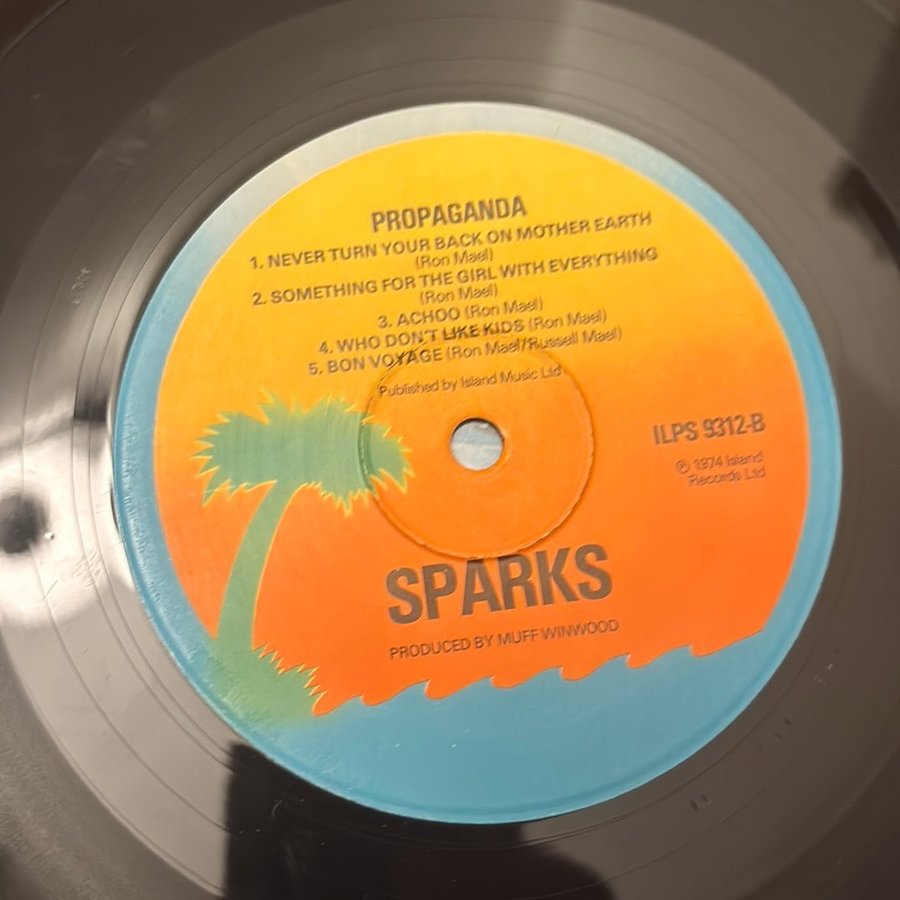 PROPAGANDA
1. NEVER TURN YOUR BACK ON MOTHER EARTH
(Ron Mael)
2. SOMETHING FOR THE GIRL WITH EVERYTHING
(Ron Mael)
3. ACHOO (Ron Mael)
4. WHO DON'T LIKE KIDS (Ron Mael)
5. BON VOYAGE (Ron Mael/Russell Mael)
Published by Island Music Ltd
ILPS 9312-B
℗ 1974 Island
Records Ltd
SPARKS
PRODUCED BY MUFF WINWOOD